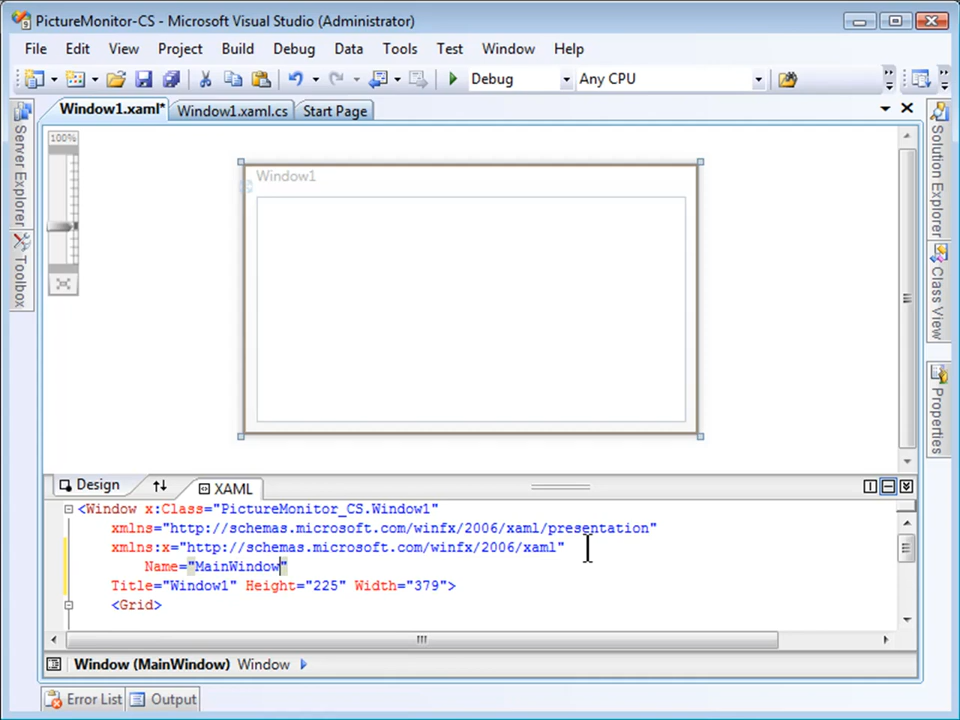 PictureMonitor-CS - Microsoft Visual Studio (Administrator)
File Edit View Project Build Debug Data Tools Test Window Help
Debug Any CPU
Window1.xaml* Window1.xaml.cs Start Page
Server Explorer
Toolbox
100%
Window1
Solution Explorer
Class View
Properties
Design XAML
<Window x:Class="PictureMonitor_CS.Window1"
xmlns="http://schemas.microsoft.com/winfx/2006/xaml/presentation"
xmlns:x="http://schemas.microsoft.com/winfx/2006/xaml"
Name="MainWindow"
Title="Window1" Height="225" Width="379">
<Grid>
Window (MainWindow) Window
Error List Output